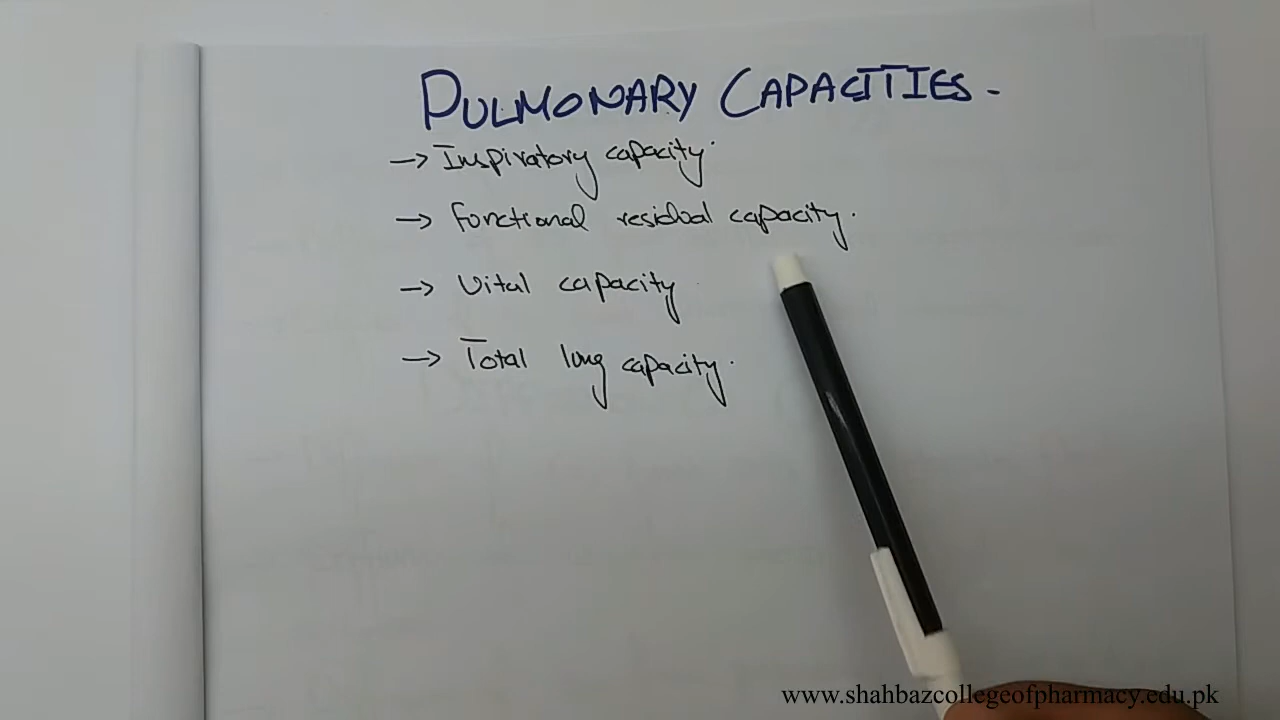 PULMONARY CAPACITIES.
→ Inspiratory capacity.
→ Functional residual capacity.
→ Vital capacity
→ Total lung capacity.
www.shahbazcollegeofpharmacy.edu.pk